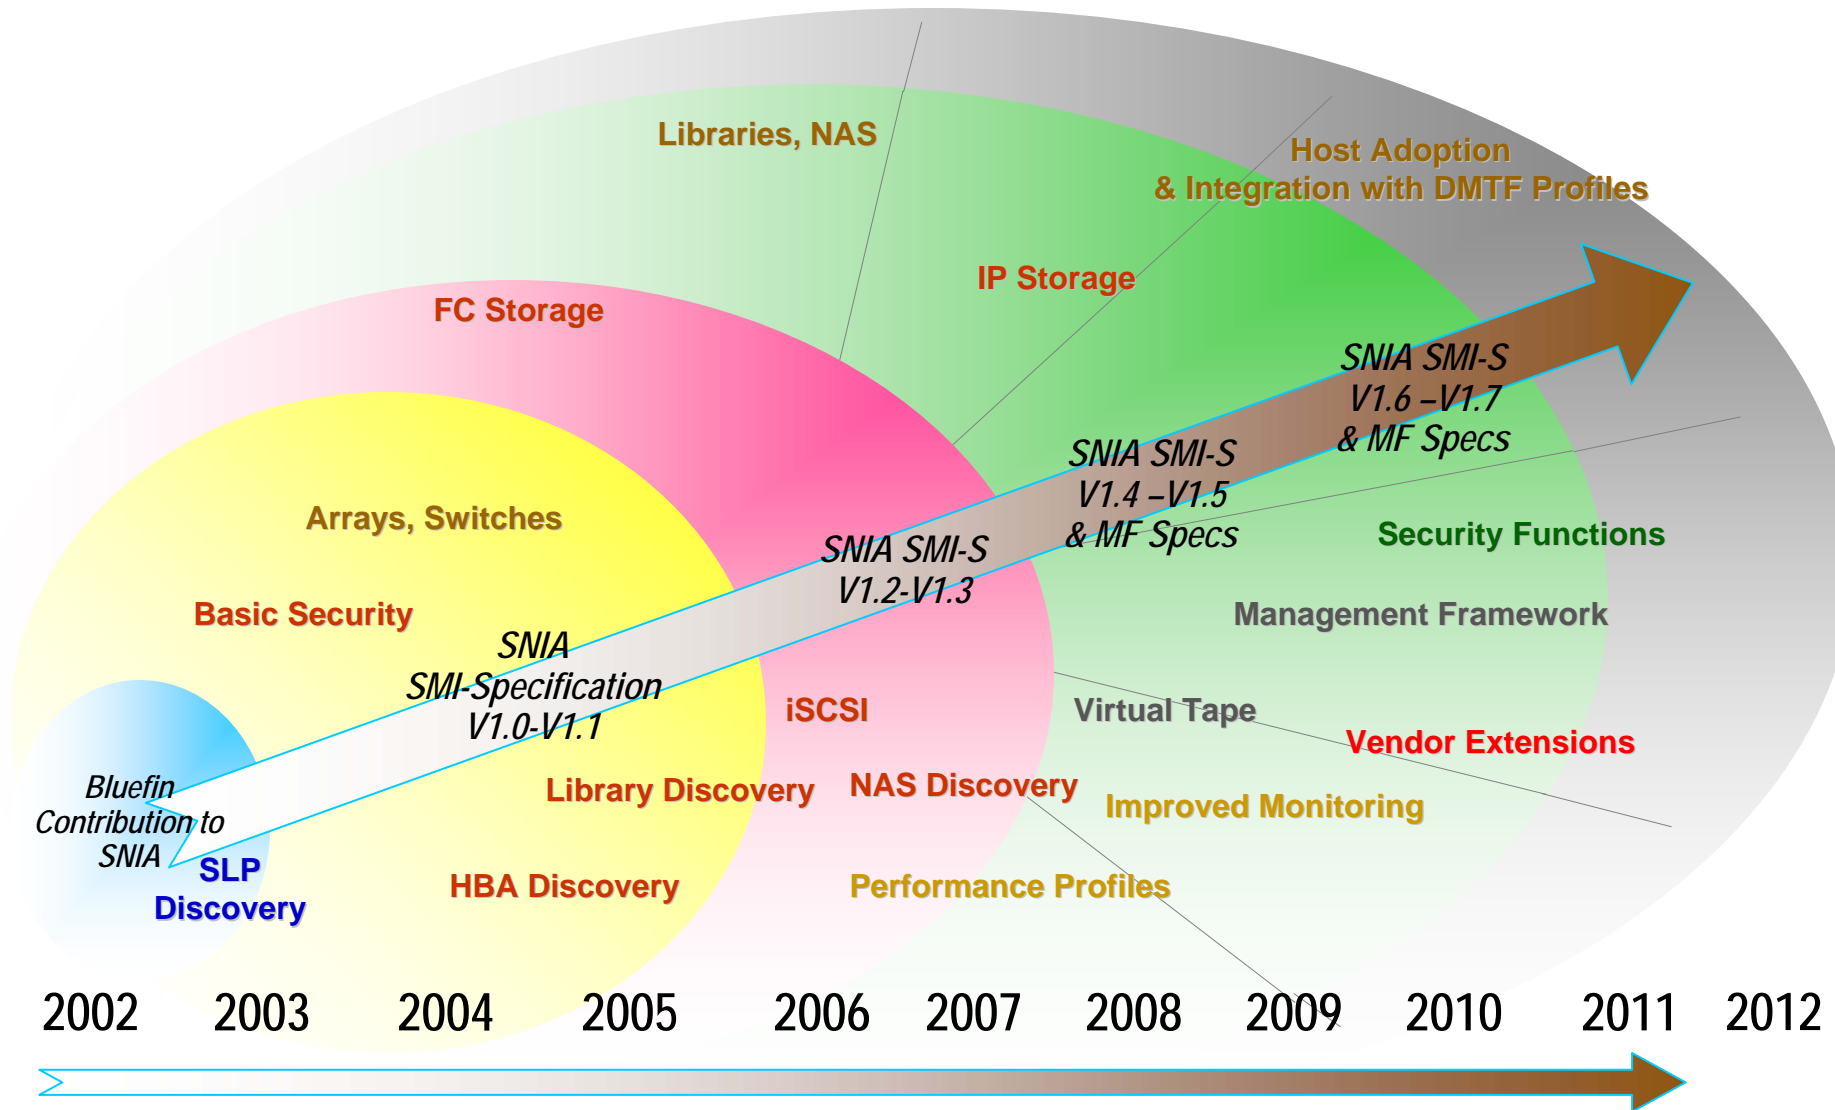 Libraries, NAS
Host Adoption
& Integration with DMTF Profiles
FC Storage
IP Storage
SNIA SMI-S
V1.6 –V1.7
& MF Specs
SNIA SMI-S
V1.4 –V1.5
& MF Specs
Arrays, Switches
Security Functions
SNIA SMI-S
V1.2-V1.3
Basic Security
Management Framework
SNIA
SMI-Specification
V1.0-V1.1
iSCSI
Virtual Tape
Vendor Extensions
Bluefin
Contribution to
SNIA
Library Discovery
NAS Discovery
Improved Monitoring
SLP
Discovery
HBA Discovery
Performance Profiles
2002 2003 2004 2005 2006 2007 2008 2009 2010 2011 2012